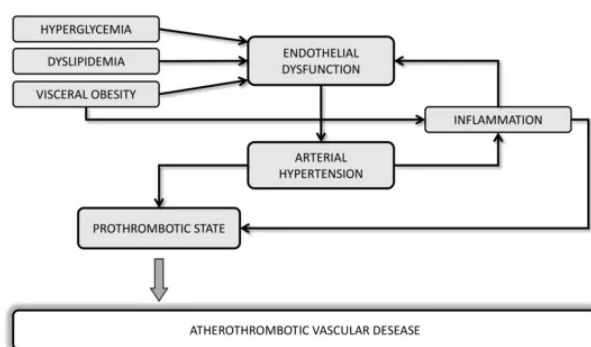 HYPERGLYCEMIA
DYSLIPIDEMIA
VISCERAL OBESITY
ENDOTHELIAL
DYSFUNCTION
INFLAMMATION
ARTERIAL
HYPERTENSION
PROTHROMBOTIC STATE
ATHEROTHROMBOTIC VASCULAR DESEASE